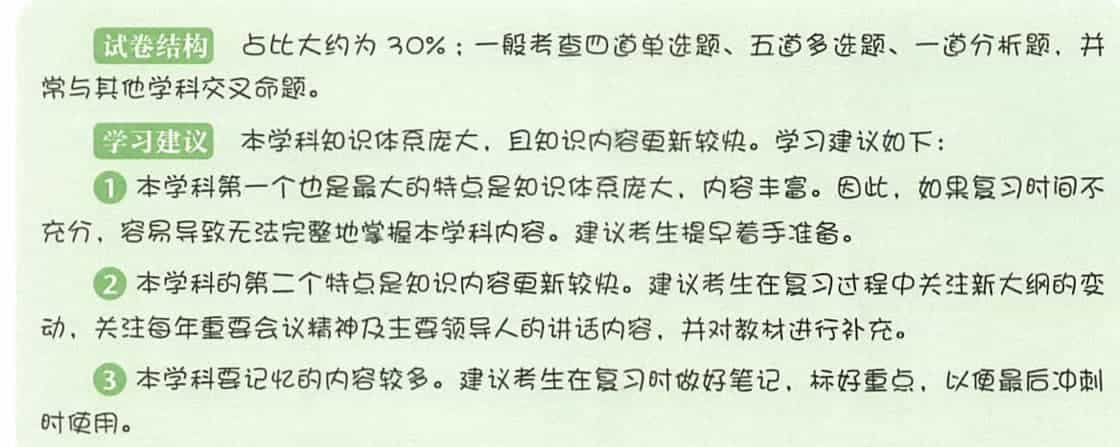 试卷结构 占比大约为 30%；一般考查四道单选题、五道多选题、一道分析题，并
常与其他学科交叉命题。
学习建议 本学科知识体系庞大，且知识内容更新较快。学习建议如下：
1 本学科第一个也是最大的特点是知识体系庞大，内容丰富。因此，如果复习时间不
充分，容易导致无法完整地掌握本学科内容。建议考生提早着手准备。
2 本学科的第二个特点是知识内容更新较快。建议考生在复习过程中关注新大纲的变
动，关注每年重要会议精神及主要领导人的讲话内容，并对教材进行补充。
3 本学科要记忆的内容较多。建议考生在复习时做好笔记，标好重点，以便最后冲刺
时使用。